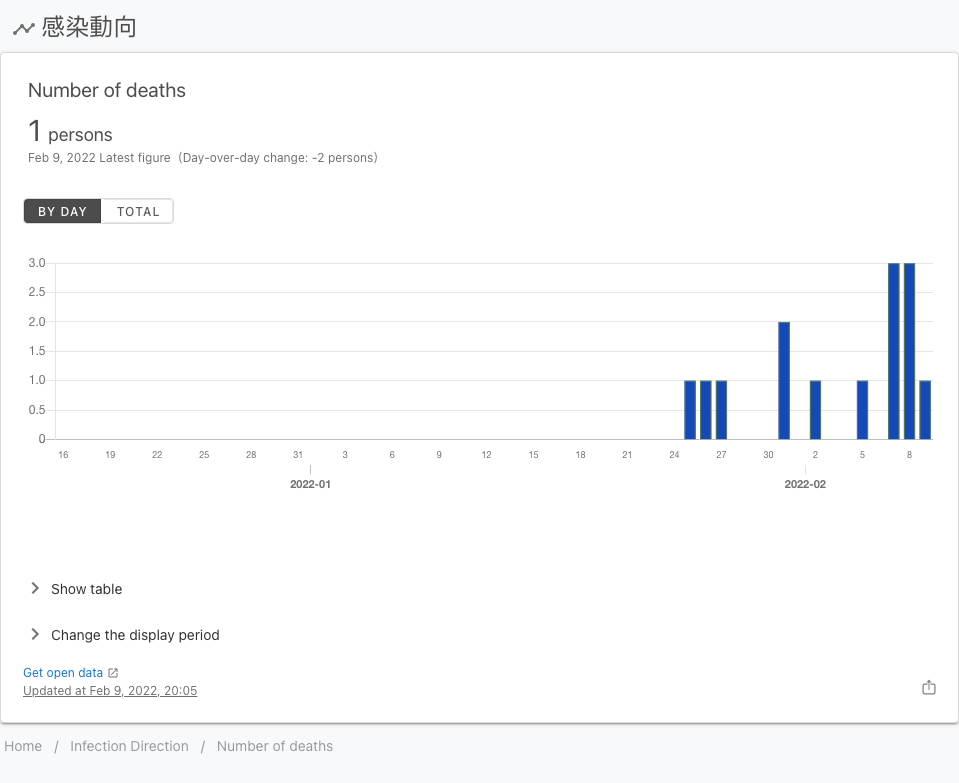 感染動向
Number of deaths
1 persons
Feb 9, 2022 Latest figure (Day-over-day change: -2 persons)
BY DAY TOTAL
3.0
2.5
2.0
1.5
1.0
0.5
0
16 19 22 25 28 31 3 6 9 12 15 18 21 24 27 30 2 5 8
2022-01 2022-02
Show table
Change the display period
Get open data
Updated at Feb 9, 2022, 20:05
Home / Infection Direction / Number of deaths